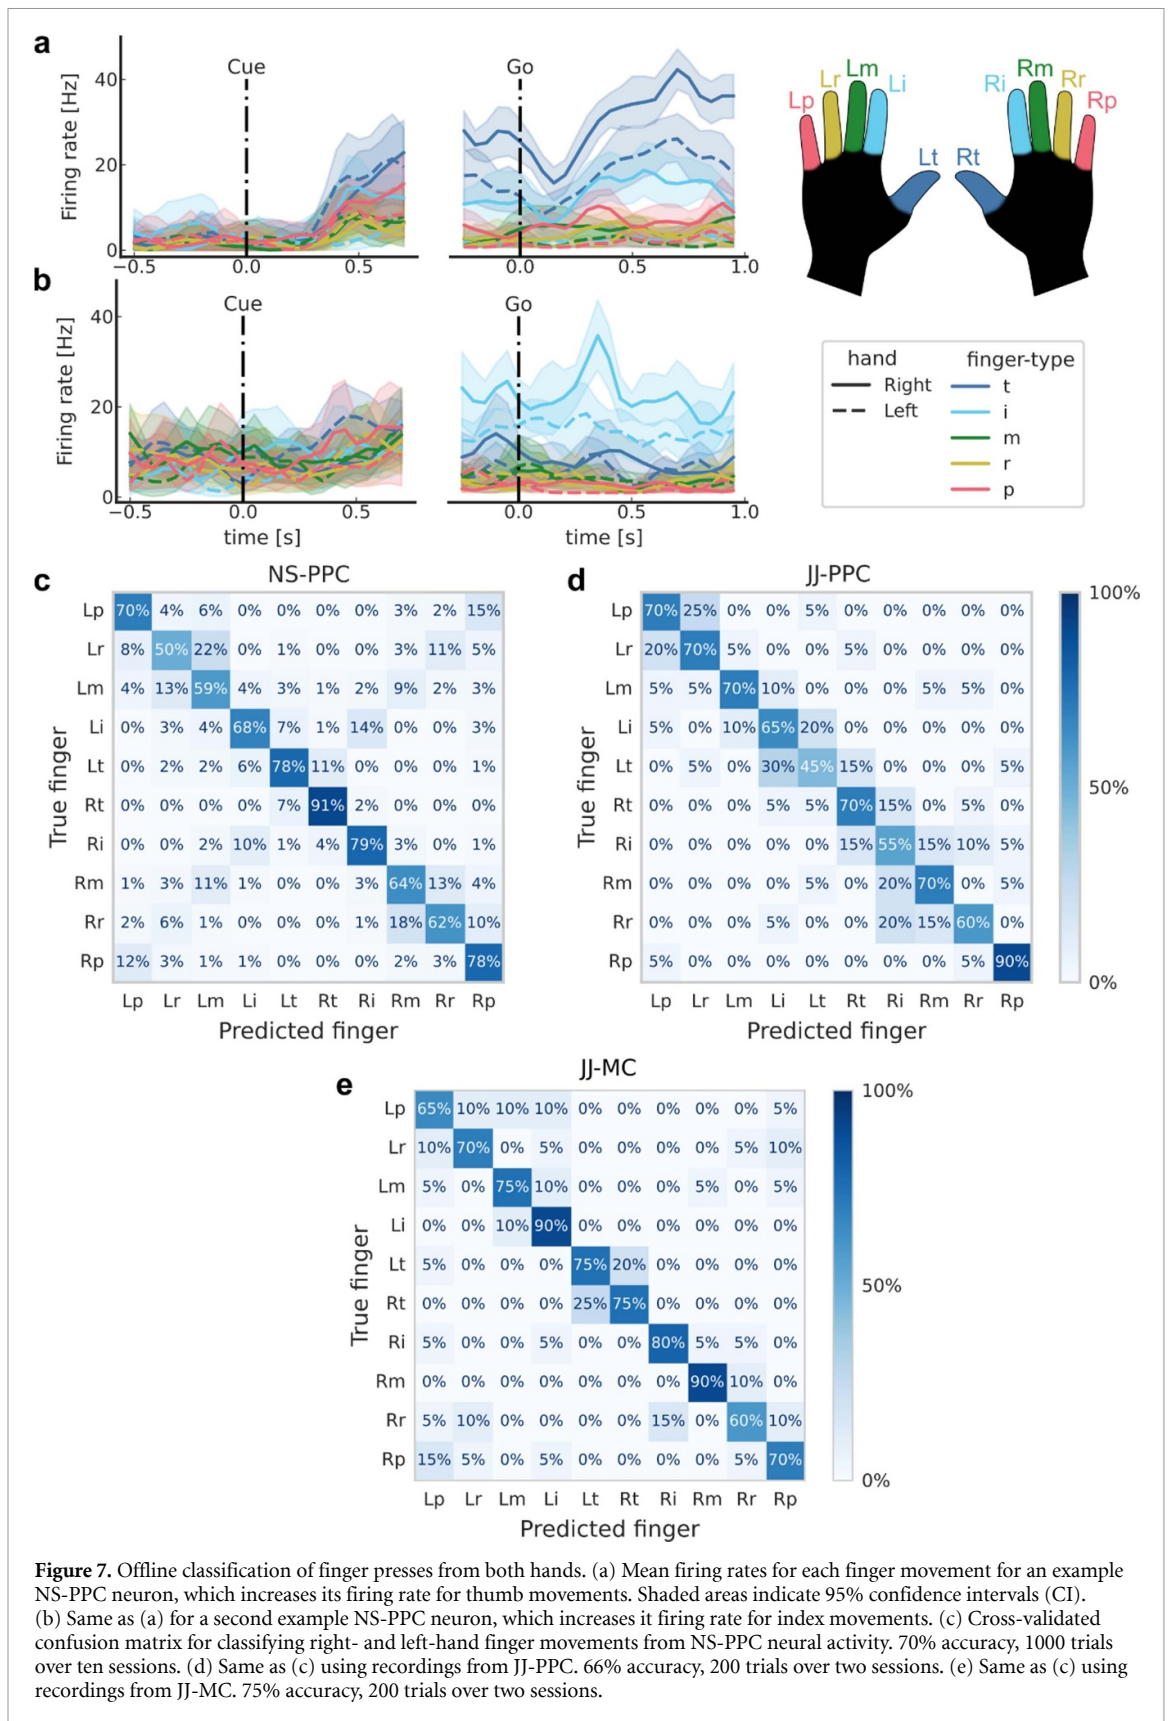 a
Firing rate [Hz]
40
20
0
Cue
Go
−0.5 0.0 0.5 0.0 0.5 1.0
Lp Lr Lm Li Lt Rt Ri Rm Rr Rp
b
Firing rate [Hz]
40
20
0
Cue
Go
−0.5 0.0 0.5 0.0 0.5 1.0
time [s] time [s]
hand finger-type
Right t
Left i
m
r
p
c
NS-PPC
True finger
Lp 70% 4% 6% 0% 0% 0% 0% 3% 2% 15%
Lr 8% 50% 22% 0% 1% 0% 0% 3% 11% 5%
Lm 4% 13% 59% 4% 3% 1% 2% 9% 2% 3%
Li 0% 3% 4% 68% 7% 1% 14% 0% 0% 3%
Lt 0% 2% 2% 6% 78% 11% 0% 0% 0% 1%
Rt 0% 0% 0% 0% 7% 91% 2% 0% 0% 0%
Ri 0% 0% 2% 10% 1% 4% 79% 3% 0% 1%
Rm 1% 3% 11% 1% 0% 0% 3% 64% 13% 4%
Rr 2% 6% 1% 0% 0% 0% 1% 18% 62% 10%
Rp 12% 3% 1% 1% 0% 0% 0% 2% 3% 78%
Lp Lr Lm Li Lt Rt Ri Rm Rr Rp
Predicted finger
d
JJ-PPC
True finger
Lp 70% 25% 0% 0% 5% 0% 0% 0% 0% 0%
Lr 20% 70% 5% 0% 0% 5% 0% 0% 0% 0%
Lm 5% 5% 70% 10% 0% 0% 0% 5% 5% 0%
Li 5% 0% 10% 65% 20% 0% 0% 0% 0% 0%
Lt 0% 5% 0% 30% 45% 15% 0% 0% 0% 5%
Rt 0% 0% 0% 5% 5% 70% 15% 0% 5% 0%
Ri 0% 0% 0% 0% 0% 15% 55% 15% 10% 5%
Rm 0% 0% 0% 0% 5% 0% 20% 70% 0% 5%
Rr 0% 0% 0% 5% 0% 0% 20% 15% 60% 0%
Rp 5% 0% 0% 0% 0% 0% 0% 0% 5% 90%
Lp Lr Lm Li Lt Rt Ri Rm Rr Rp
Predicted finger
100%
50%
0%
e
JJ-MC
True finger
Lp 65% 10% 10% 10% 0% 0% 0% 0% 0% 5%
Lr 10% 70% 0% 5% 0% 0% 0% 0% 5% 10%
Lm 5% 0% 75% 10% 0% 0% 0% 5% 0% 5%
Li 0% 0% 10% 90% 0% 0% 0% 0% 0% 0%
Lt 5% 0% 0% 0% 75% 20% 0% 0% 0% 0%
Rt 0% 0% 0% 0% 25% 75% 0% 0% 0% 0%
Ri 5% 0% 0% 5% 0% 0% 80% 5% 5% 0%
Rm 0% 0% 0% 0% 0% 0% 0% 90% 10% 0%
Rr 5% 10% 0% 0% 0% 0% 15% 0% 60% 10%
Rp 15% 5% 0% 5% 0% 0% 0% 0% 5% 70%
Lp Lr Lm Li Lt Rt Ri Rm Rr Rp
Predicted finger
100%
50%
0%
Figure 7. Offline classification of finger presses from both hands. (a) Mean firing rates for each finger movement for an example
NS-PPC neuron, which increases its firing rate for thumb movements. Shaded areas indicate 95% confidence intervals (CI).
(b) Same as (a) for a second example NS-PPC neuron, which increases it firing rate for index movements. (c) Cross-validated
confusion matrix for classifying right- and left-hand finger movements from NS-PPC neural activity. 70% accuracy, 1000 trials
over ten sessions. (d) Same as (c) using recordings from JJ-PPC. 66% accuracy, 200 trials over two sessions. (e) Same as (c) using
recordings from JJ-MC. 75% accuracy, 200 trials over two sessions.